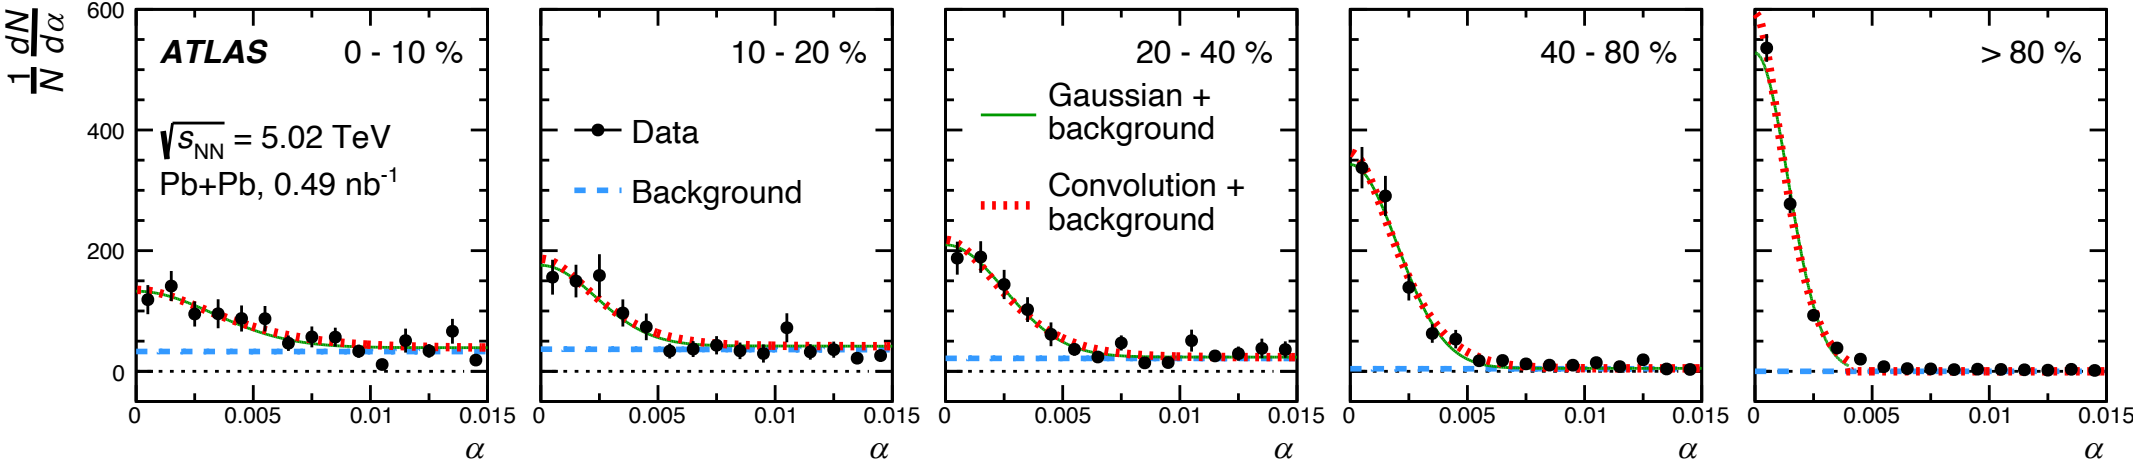 1/N dN/dα
600
400
200
0
ATLAS 0 - 10 %
√sNN = 5.02 TeV
Pb+Pb, 0.49 nb-1
0 0.005 0.01 0.015
α
10 - 20 %
Data
Background
0 0.005 0.01 0.015
α
20 - 40 %
Gaussian +
background
Convolution +
background
0 0.005 0.01 0.015
α
40 - 80 %
0 0.005 0.01 0.015
α
> 80 %
0 0.005 0.01 0.015
α